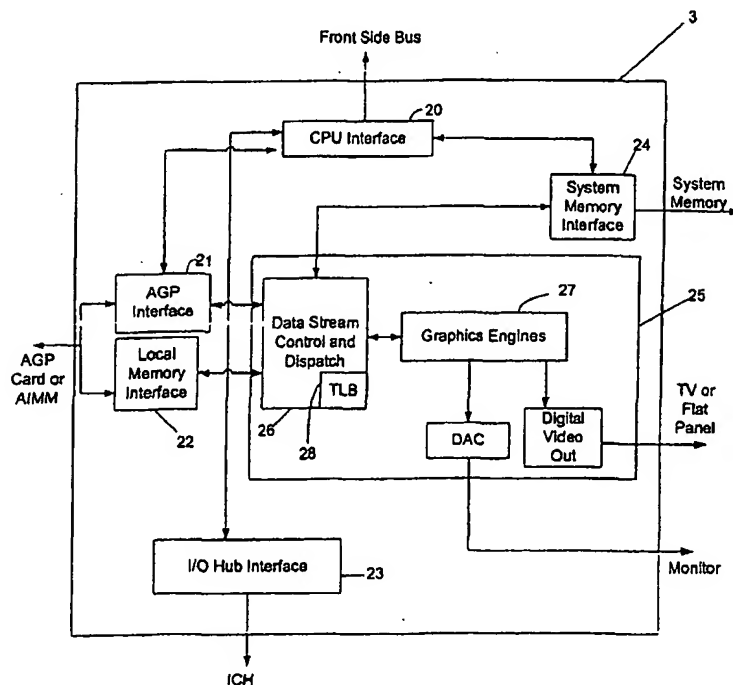 Front Side Bus
3
20
CPU Interface
24
System
Memory
Interface
System
Memory
21
AGP
Interface
27
25
Data Stream
Control and
Dispatch
Graphics Engines
AGP
Card or
AIMM
Local
Memory
Interface
TLB
22
26
28
DAC
Digital
Video
Out
TV or
Flat
Panel
I/O Hub Interface
23
Monitor
ICH